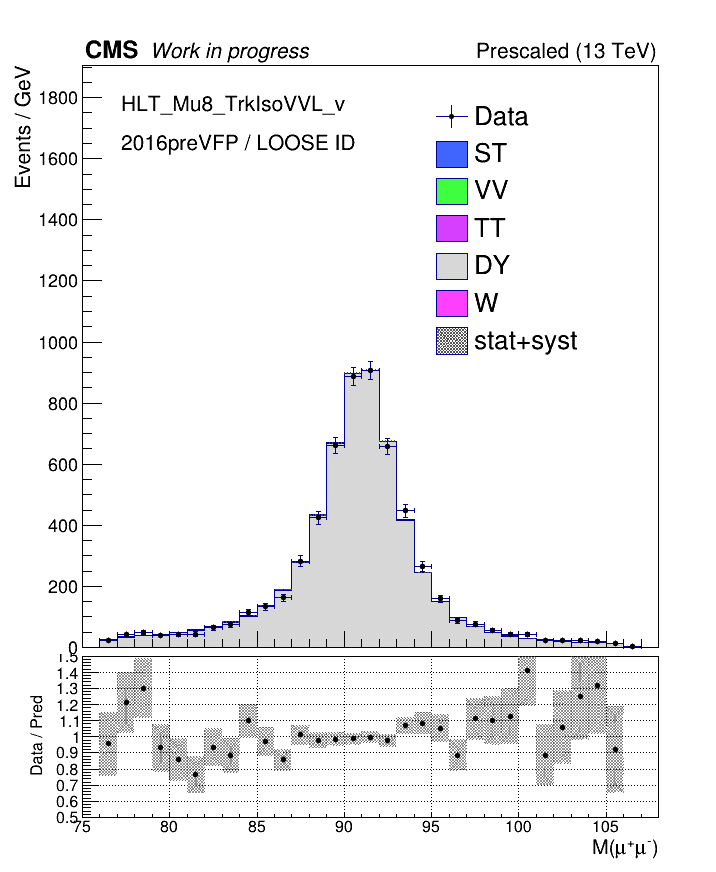 CMS Work in progress Prescaled (13 TeV)
Events / GeV
HLT_Mu8_TrkIsoVVL_v
2016preVFP / LOOSE ID
Data
ST
VV
TT
DY
W
stat+syst
1800
1600
1400
1200
1000
800
600
400
200
0
Data / Pred
1.5
1.4
1.3
1.2
1.1
1
0.9
0.8
0.7
0.6
0.5
75 80 85 90 95 100 105
M(μ⁺μ⁻)